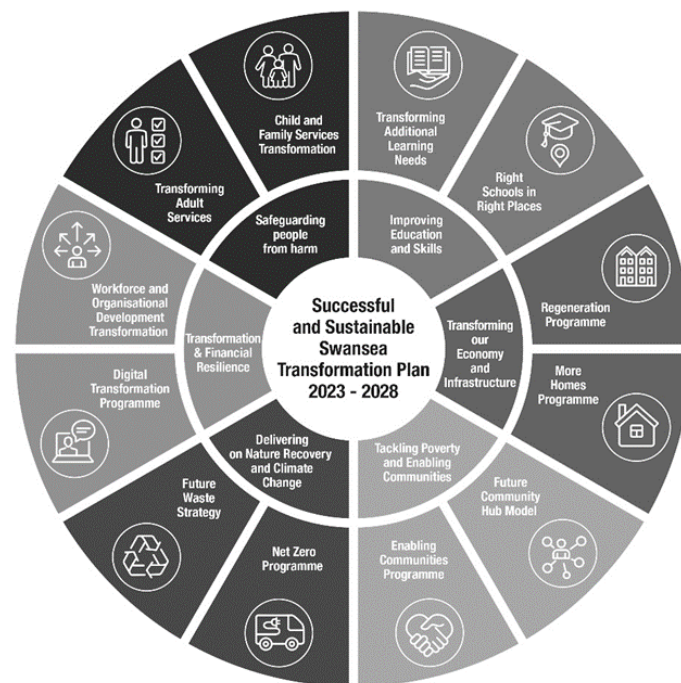 Successful
and Sustainable
Swansea
Transformation Plan
2023 - 2028
Safeguarding
people
from harm
Improving
Education
and Skills
Transforming
our
Economy
and
Infrastructure
Tackling Poverty
and Enabling
Communities
Delivering
on Nature Recovery
and Climate
Change
Transformation
& Financial
Resilience
Child and
Family Services
Transformation
Transforming
Additional
Learning
Needs
Right
Schools in
Right Places
Regeneration
Programme
More
Homes
Programme
Future
Community
Hub Model
Enabling
Communities
Programme
Net Zero
Programme
Future
Waste
Strategy
Digital
Transformation
Programme
Workforce and
Organisational
Development
Transformation
Transforming
Adult
Services